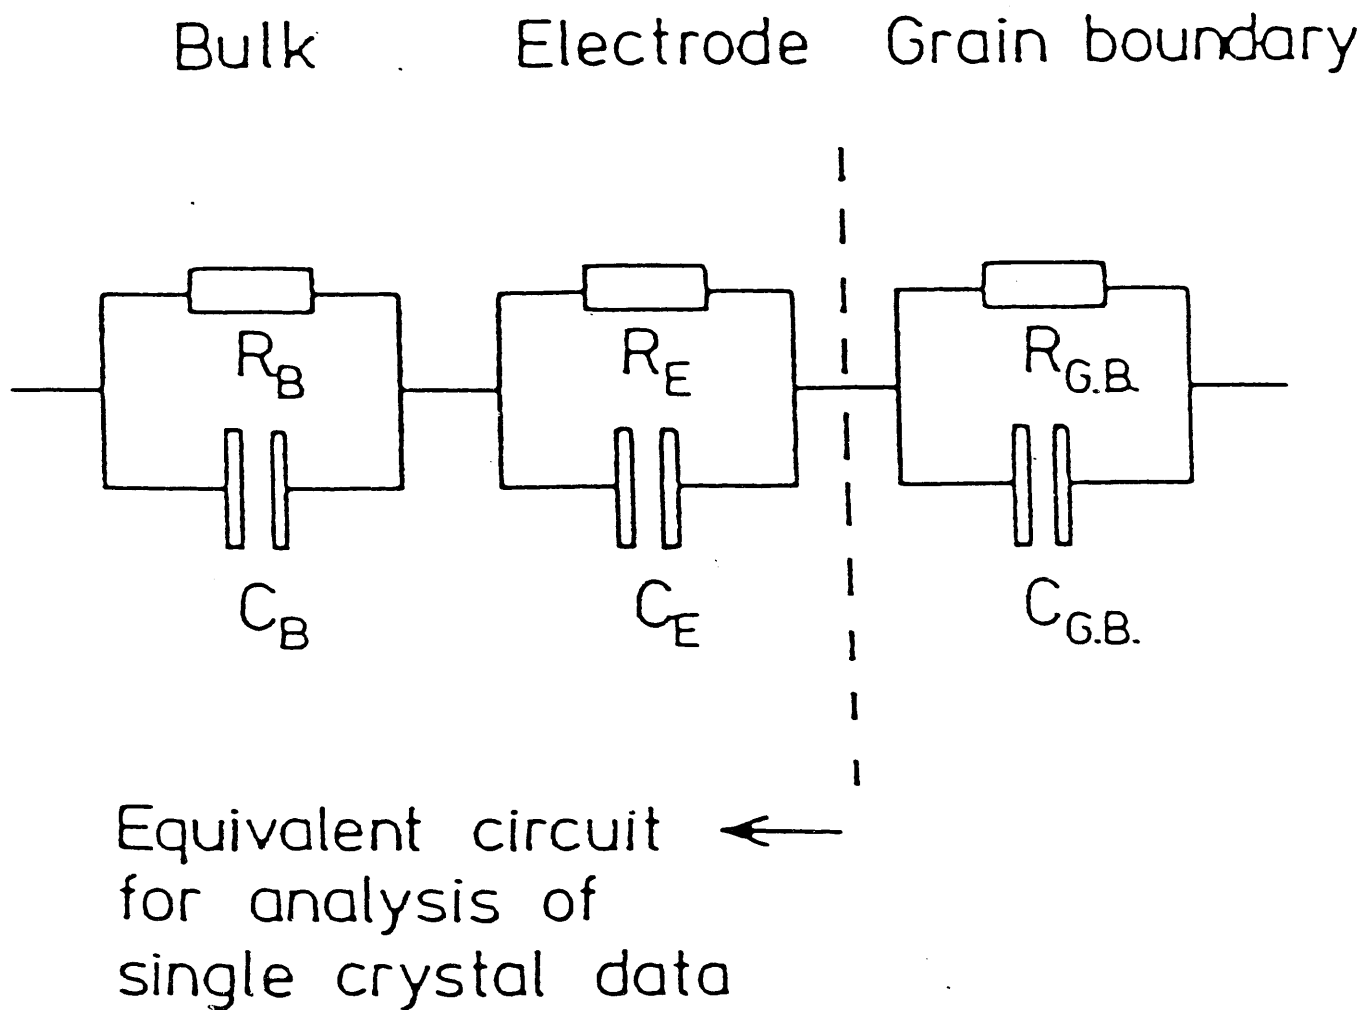 Bulk Electrode Grain boundary
R_B R_E R_G.B.
C_B C_E C_G.B.
Equivalent circuit
for analysis of
single crystal data